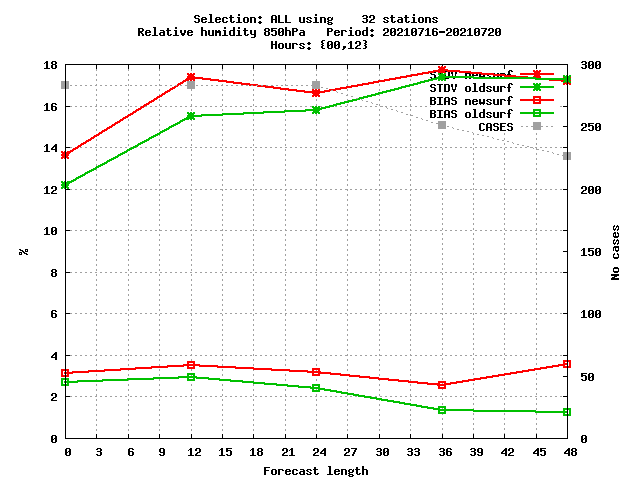 Selection: ALL using    32 stations
Relative humidity 850hPa   Period: 20210716-20210720
Hours: {00,12}
18
16
14
12
10
8
6
4
2
0
%
300
250
200
150
100
50
0
No cases
STDV newsurf
STDV oldsurf
BIAS newsurf
BIAS oldsurf
CASES
0 3 6 9 12 15 18 21 24 27 30 33 36 39 42 45 48
Forecast length